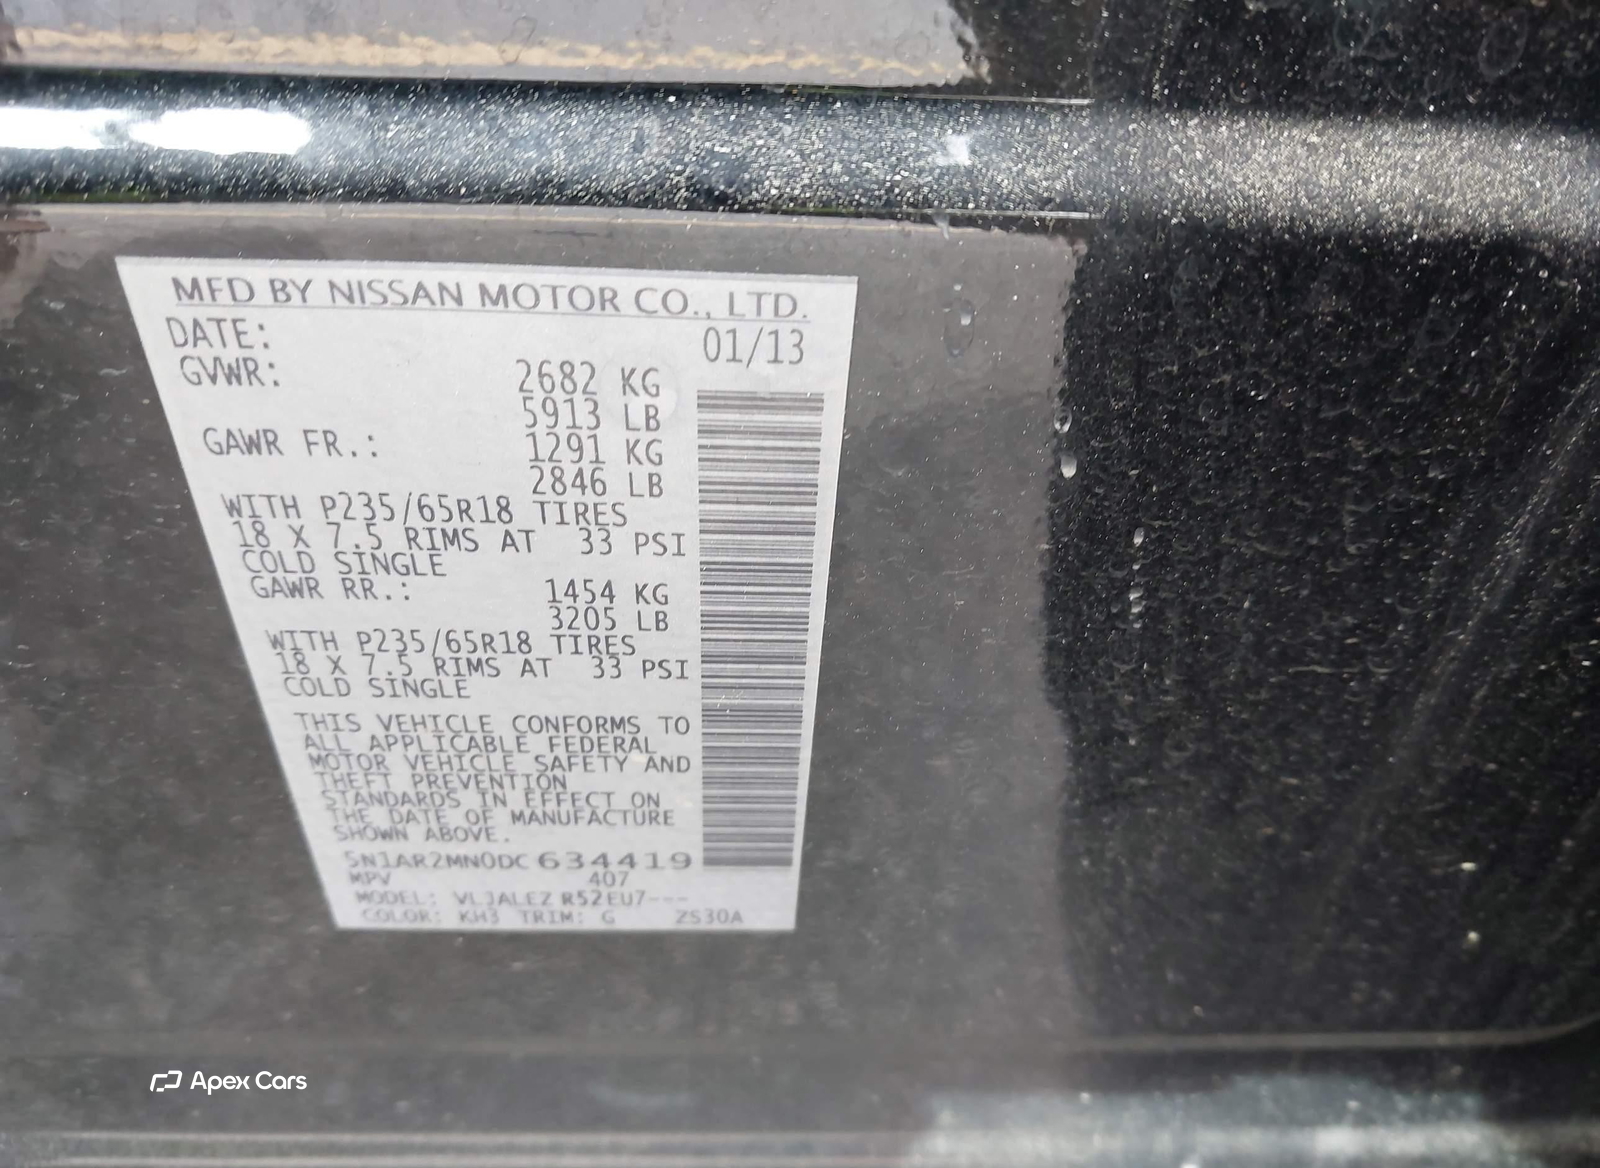 MFD BY NISSAN MOTOR CO., LTD.
DATE: 01/13
GVWR: 2682 KG
5913 LB
GAWR FR.: 1291 KG
2846 LB
WITH P235/65R18 TIRES
18 X 7.5 RIMS AT 33 PSI
COLD SINGLE
GAWR RR.: 1454 KG
3205 LB
WITH P235/65R18 TIRES
18 X 7.5 RIMS AT 33 PSI
COLD SINGLE
THIS VEHICLE CONFORMS TO
ALL APPLICABLE FEDERAL
MOTOR VEHICLE SAFETY AND
THEFT PREVENTION
STANDARDS IN EFFECT ON
THE DATE OF MANUFACTURE
SHOWN ABOVE.
5N1AR2MN0DC634419
MPV 407
MODEL: VLJALEZ R52EU7---
COLOR: KH3 TRIM: G ZS30A
Apex Cars